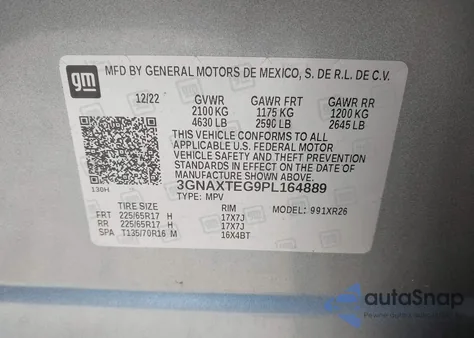 gm
MFD BY GENERAL MOTORS DE MEXICO, S. DE R.L. DE C.V.
12/22 GVWR GAWR FRT GAWR RR
2100 KG 1175 KG 1200 KG
4630 LB 2590 LB 2645 LB
THIS VEHICLE CONFORMS TO ALL
APPLICABLE U.S. FEDERAL MOTOR
VEHICLE SAFETY AND THEFT PREVENTION
STANDARDS IN EFFECT ON THE DATE
OF MANUFACTURE SHOWN ABOVE.
3GNAXTEG9PL164889
138H TYPE: MPV
TIRE SIZE RIM MODEL: 991XR26
FRT 225/65R17 H 17X7J
RR 225/65R17 H 17X7J
SPA T135/70R16 M 16X4BT
autoSnap